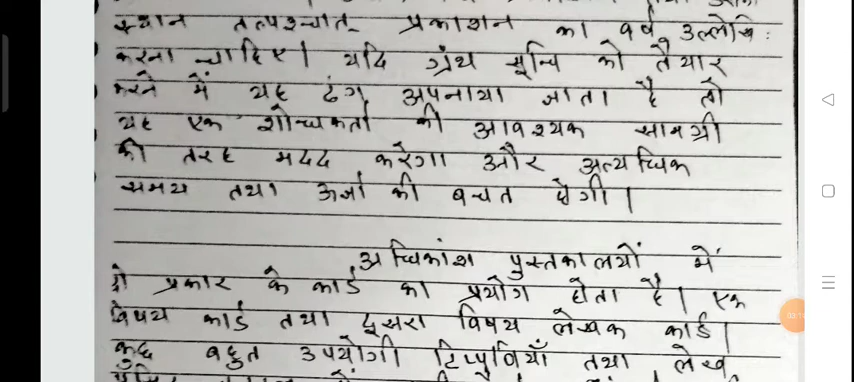 स्थान तत्पश्चात् प्रकाशन का वर्ष उल्लेखि
करना चाहिए। यदि ग्रंथ सूचि को तैयार
करने में यह ढंग अपनाया जाता है तो
यह एक शोधकर्ता की आवश्यक सामग्री
की तरह मदद करेगा और अत्यधिक
समय तथा ऊर्जा की बचत होगी।
अधिकांश पुस्तकालयों में
दो प्रकार के कार्ड का प्रयोग होता है। एक
विषय कार्ड तथा दूसरा विषय लेखक कार्ड।
कुछ बहुत उपयोगी तथा लेख